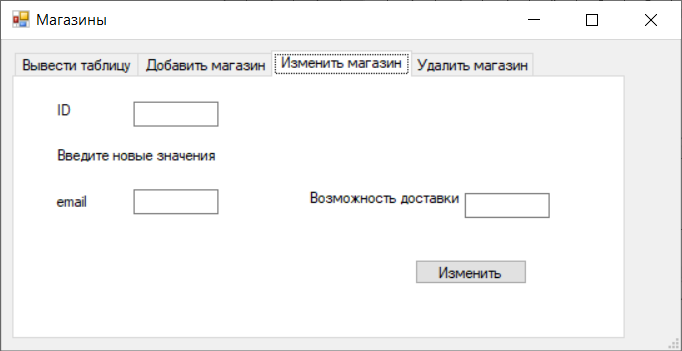 Магазины
Вывести таблицу Добавить магазин Изменить магазин Удалить магазин
ID
Введите новые значения
email Возможность доставки
Изменить